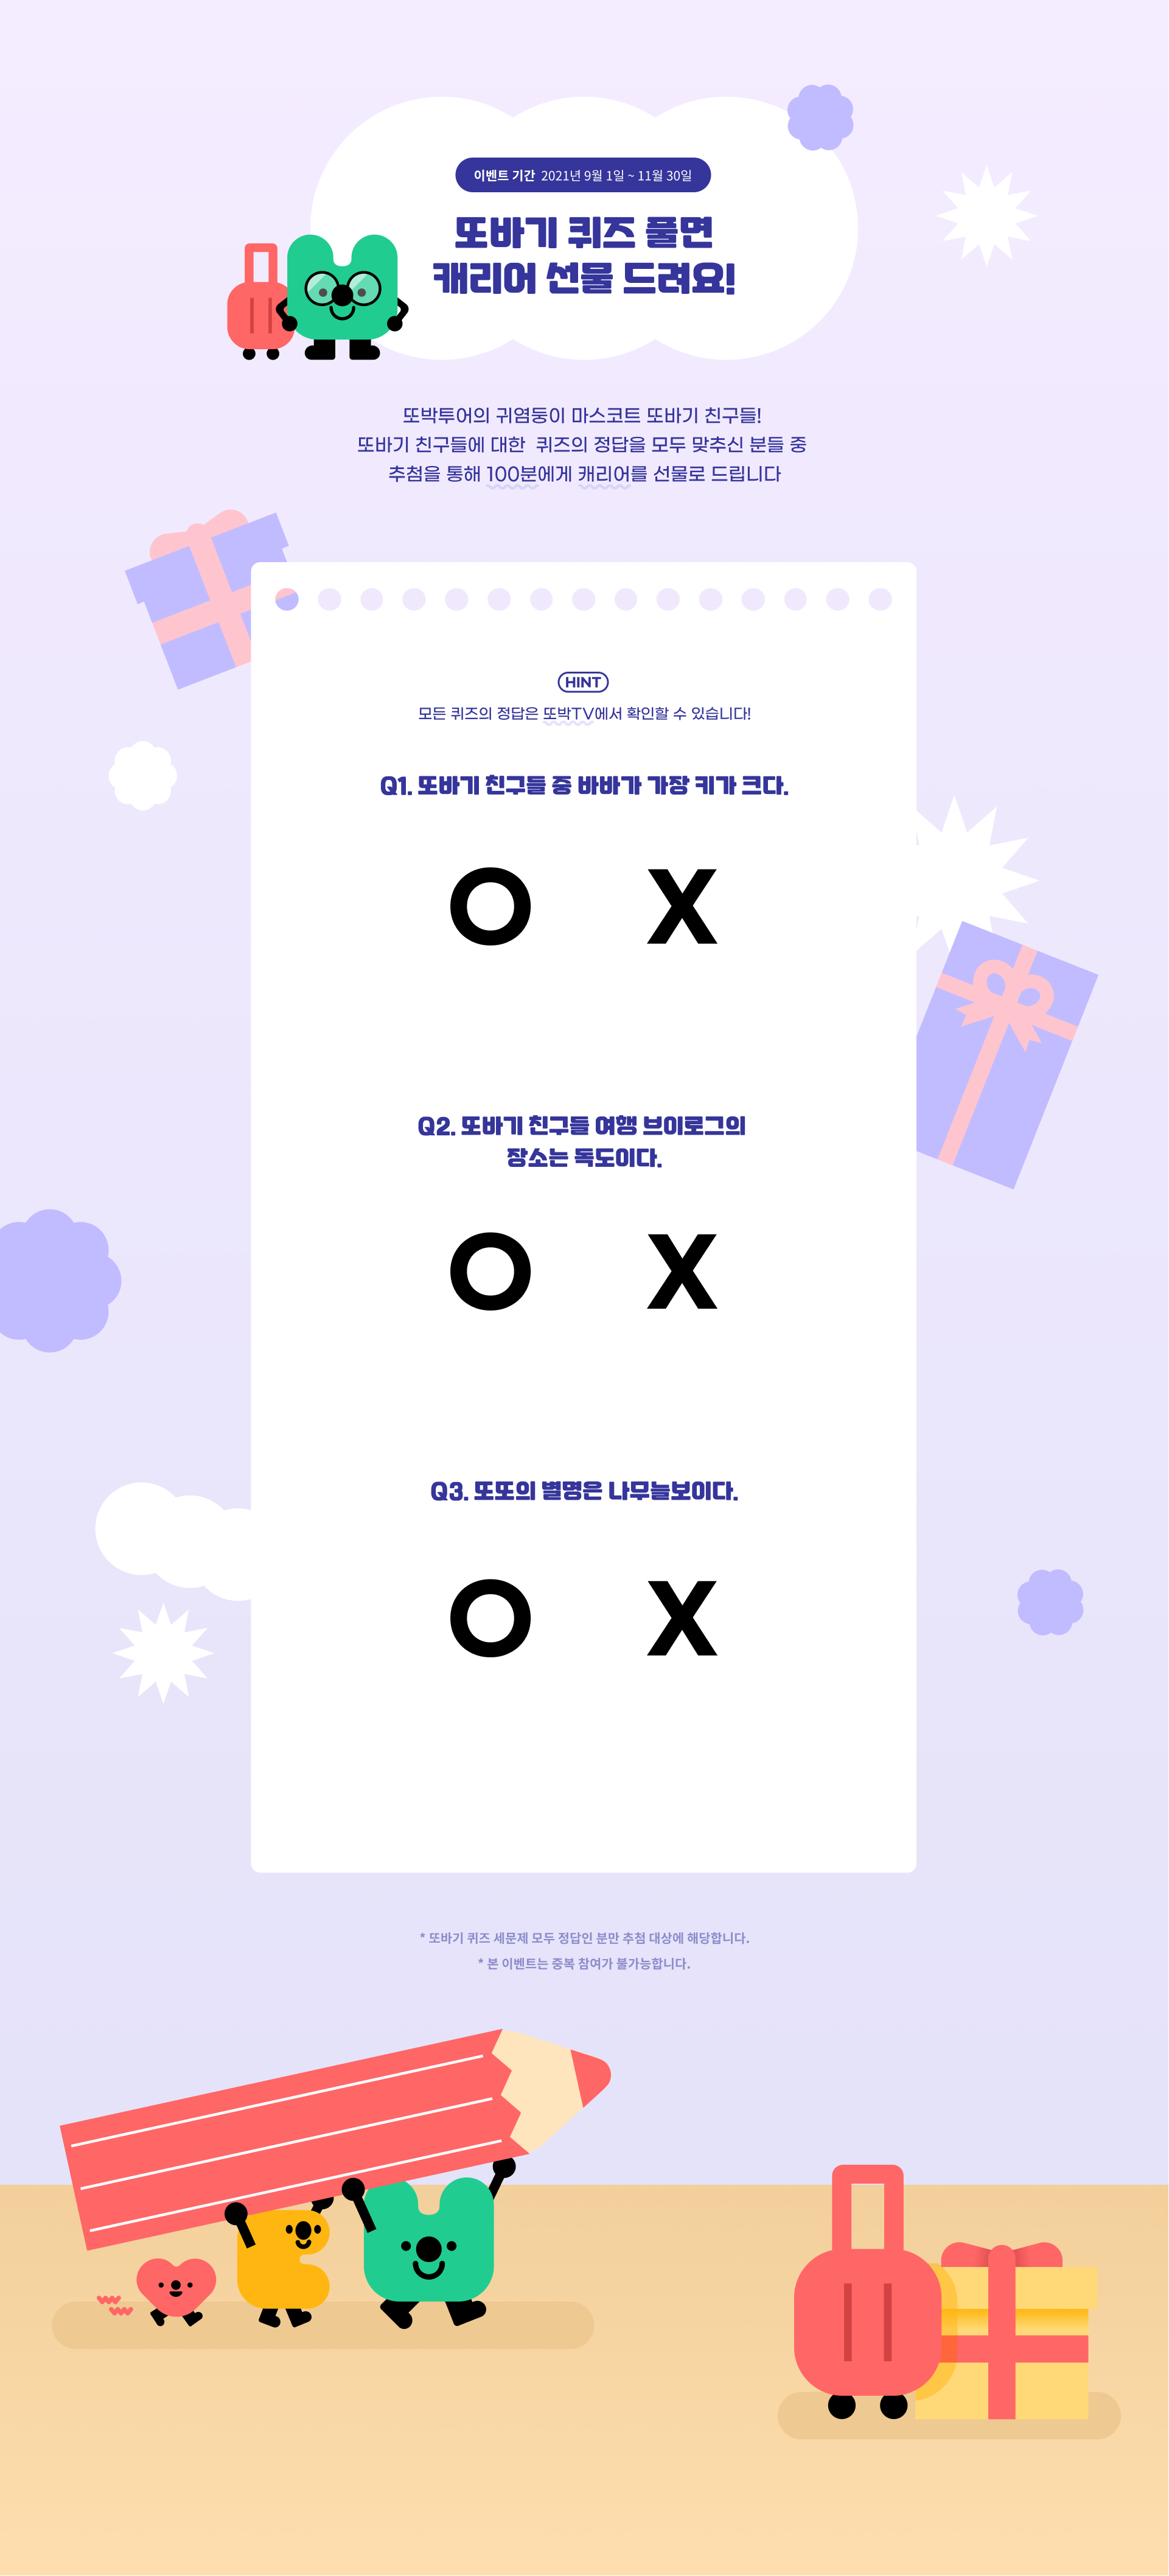 이벤트 기간 2021년 9월 1일 ~ 11월 30일
또바기 퀴즈 풀면
캐리어 선물 드려요!
또박투어의 귀염둥이 마스코트 또바기 친구들!
또바기 친구들에 대한 퀴즈의 정답을 모두 맞추신 분들 중
추첨을 통해 100분에게 캐리어를 선물로 드립니다
HINT
모든 퀴즈의 정답은 또박TV에서 확인할 수 있습니다!
Q1. 또바기 친구들 중 바바가 가장 키가 크다.
O X
Q2. 또바기 친구들 여행 브이로그의
장소는 독도이다.
O X
Q3. 또또의 별명은 나무늘보이다.
O X
* 또바기 퀴즈 세문제 모두 정답인 분만 추첨 대상에 해당합니다.
* 본 이벤트는 중복 참여가 불가능합니다.